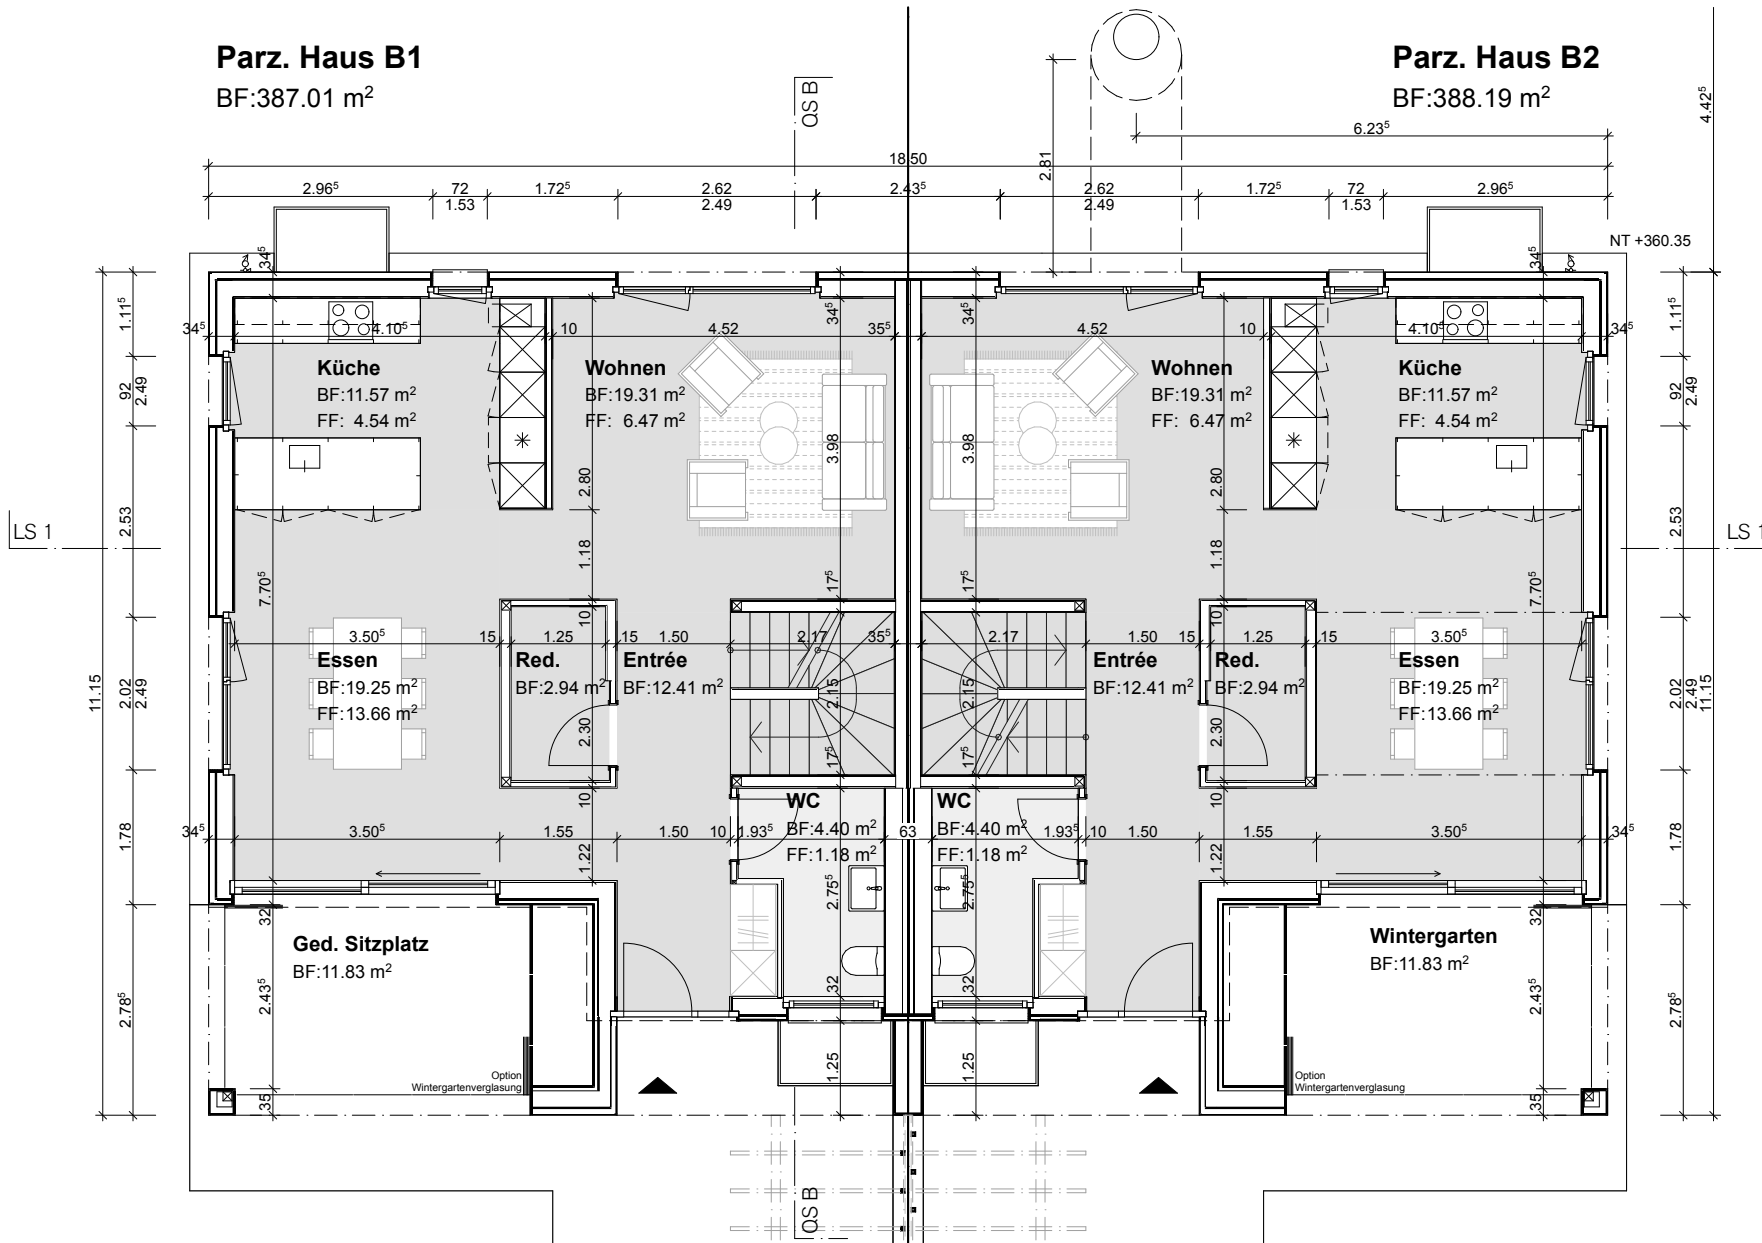 Parz. Haus B1
BF:387.01 m²
QS B
Parz. Haus B2
BF:388.19 m²
4.42⁵
6.23⁵
2.81
18.50
2.96⁵ 72 1.72⁵ 2.62 2.43⁵ 2.62 1.72⁵ 72 2.96⁵
1.53 2.49 2.49 1.53
NT +360.35
34⁵ 34⁵
1.11⁵ 34⁵ 34⁵ 1.11⁵
34⁵ 4.10⁵ 10 4.52 35⁵ 4.52 10 4.10⁵ 34⁵
Küche
BF:11.57 m²
FF: 4.54 m²
Wohnen
BF:19.31 m²
FF: 6.47 m²
Wohnen
BF:19.31 m²
FF: 6.47 m²
Küche
BF:11.57 m²
FF: 4.54 m²
92 92
2.49 2.49
3.98 3.98
2.80 2.80
2.53 2.53
LS 1 LS 1
1.18 1.18
7.70⁵ 17⁵ 17⁵ 7.70⁵
10 10
3.50⁵ 15 1.25 15 1.50 2.17 35⁵ 2.17 1.50 15 1.25 15 3.50⁵
Essen
BF:19.25 m²
FF:13.66 m²
Red.
BF:2.94 m²
Entrée
BF:12.41 m²
Entrée
BF:12.41 m²
Red.
BF:2.94 m²
Essen
BF:19.25 m²
FF:13.66 m²
11.15 2.02 2.49 2.15 2.15 2.02 2.49 11.15
2.30 2.30
17⁵ 17⁵
10 10
WC
BF:4.40 m²
FF:1.18 m²
WC
BF:4.40 m²
FF:1.18 m²
34⁵ 3.50⁵ 1.55 1.50 10 1.93⁵ 63 1.93⁵ 10 1.50 1.55 3.50⁵ 34⁵
1.78 1.22 1.22 1.78
2.75⁵ 2.75⁵
32 32
Ged. Sitzplatz
BF:11.83 m²
Wintergarten
BF:11.83 m²
2.78⁵ 2.43⁵ 32 32 2.43⁵ 2.78⁵
1.25 1.25
Option
Wintergartenverglasung
Option
Wintergartenverglasung
35 35
QS B